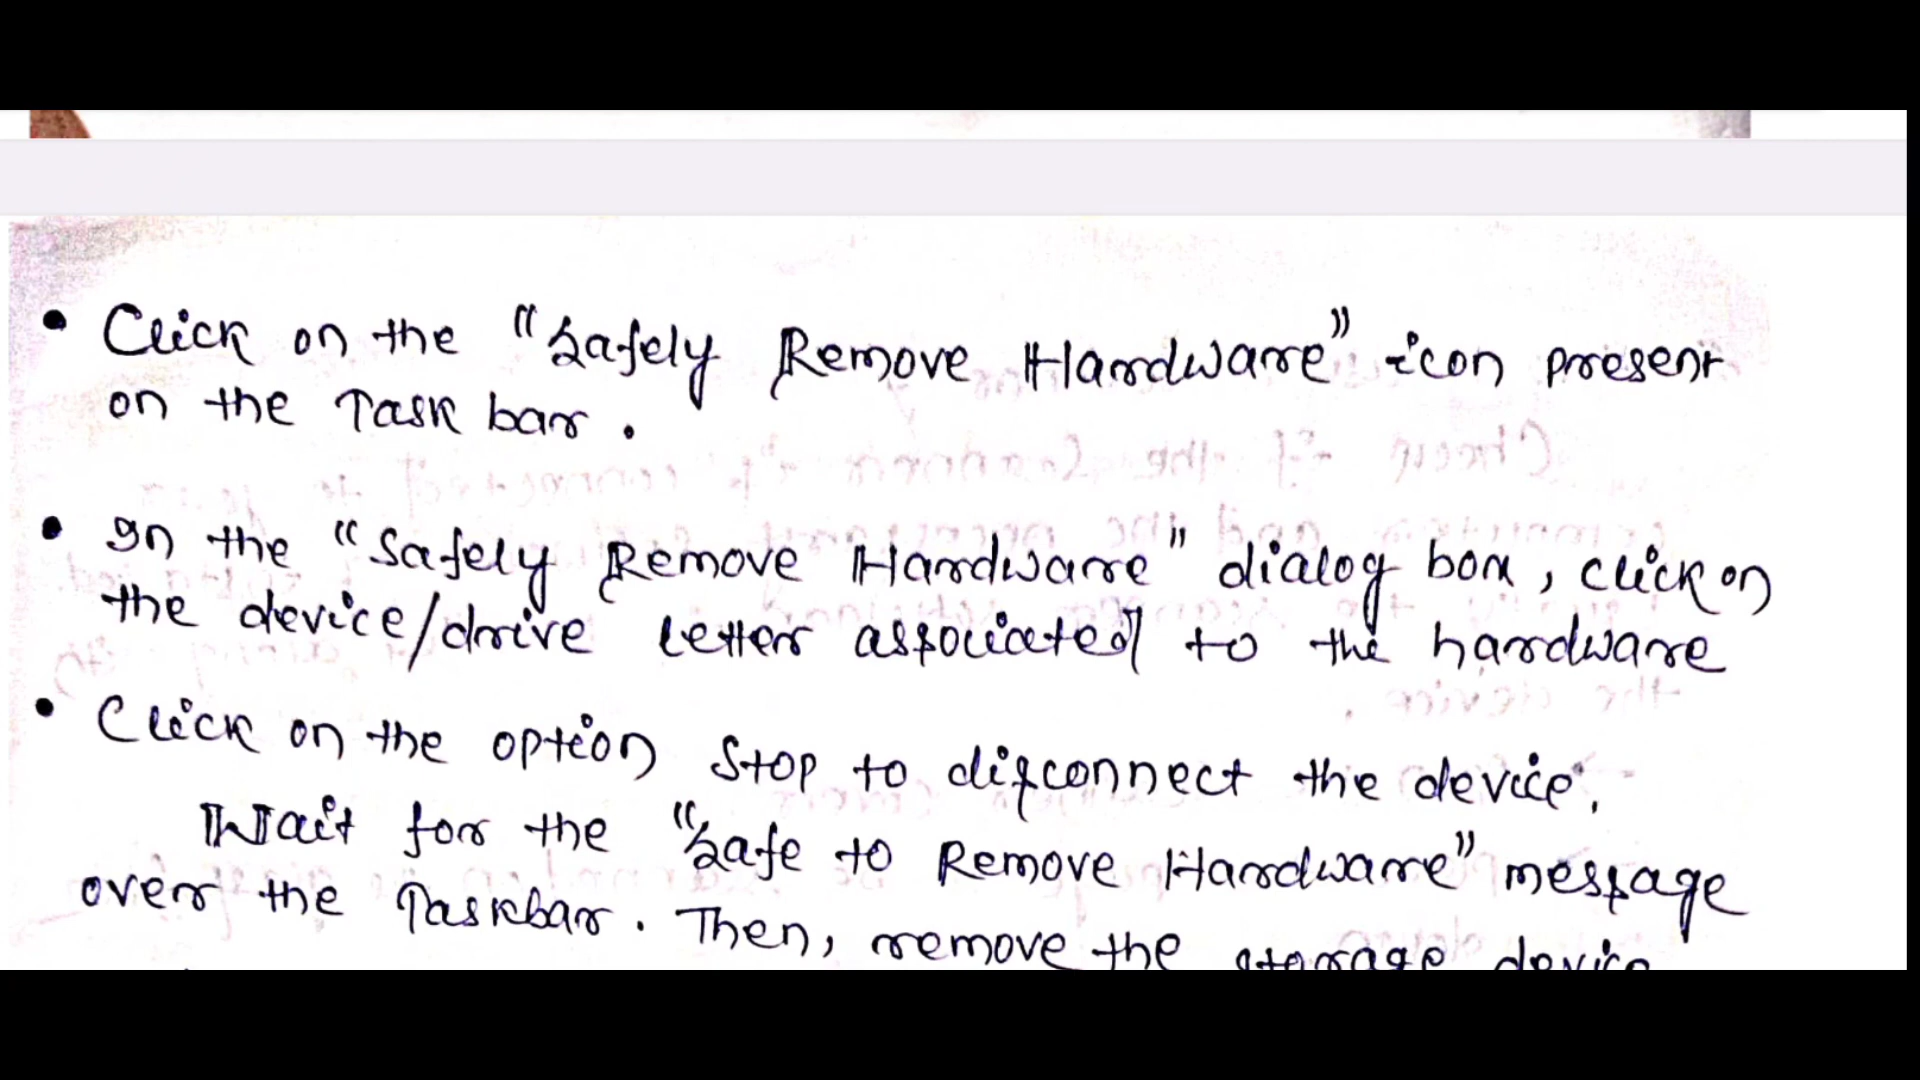 • Click on the "Safely Remove Hardware" icon present
on the Task bar.
• In the "Safely Remove Hardware" dialog box, click on
the device/drive letter associated to the hardware
• Click on the option Stop to disconnect the device.
Wait for the "Safe to Remove Hardware" message
over the Taskbar. Then, remove the storage device